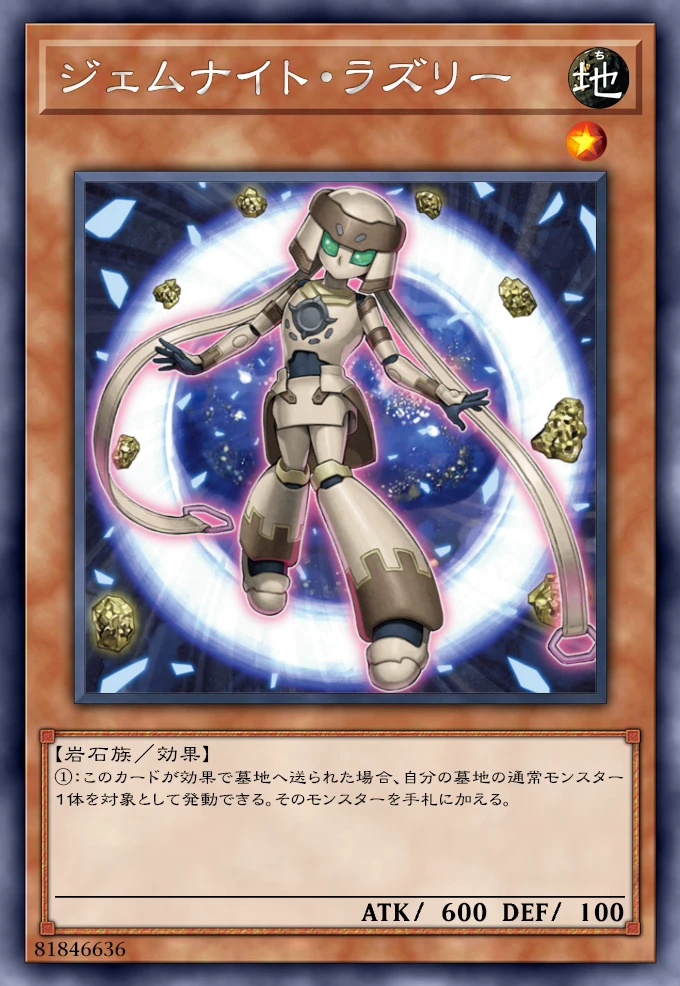 ジェムナイト・ラズリー
ち
地
【岩石族／効果】
①：このカードが効果で墓地へ送られた場合、自分の墓地の通常モンスター
１体を対象として発動できる。そのモンスターを手札に加える。
ATK/ 600 DEF/ 100
81846636